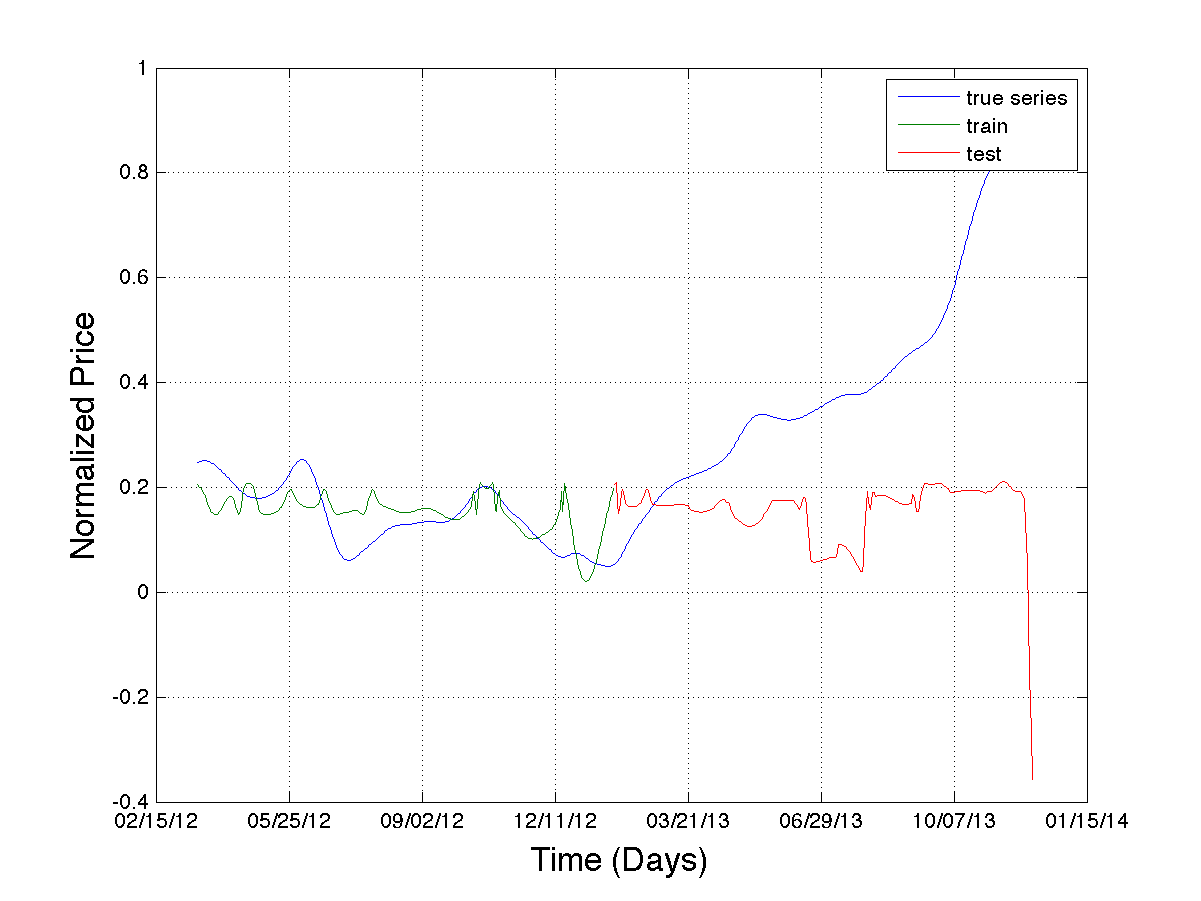 1
true series
train
test
0.8
0.6
0.4
0.2
0
-0.2
-0.4
Normalized Price
02/15/12 05/25/12 09/02/12 12/11/12 03/21/13 06/29/13 10/07/13 01/15/14
Time (Days)